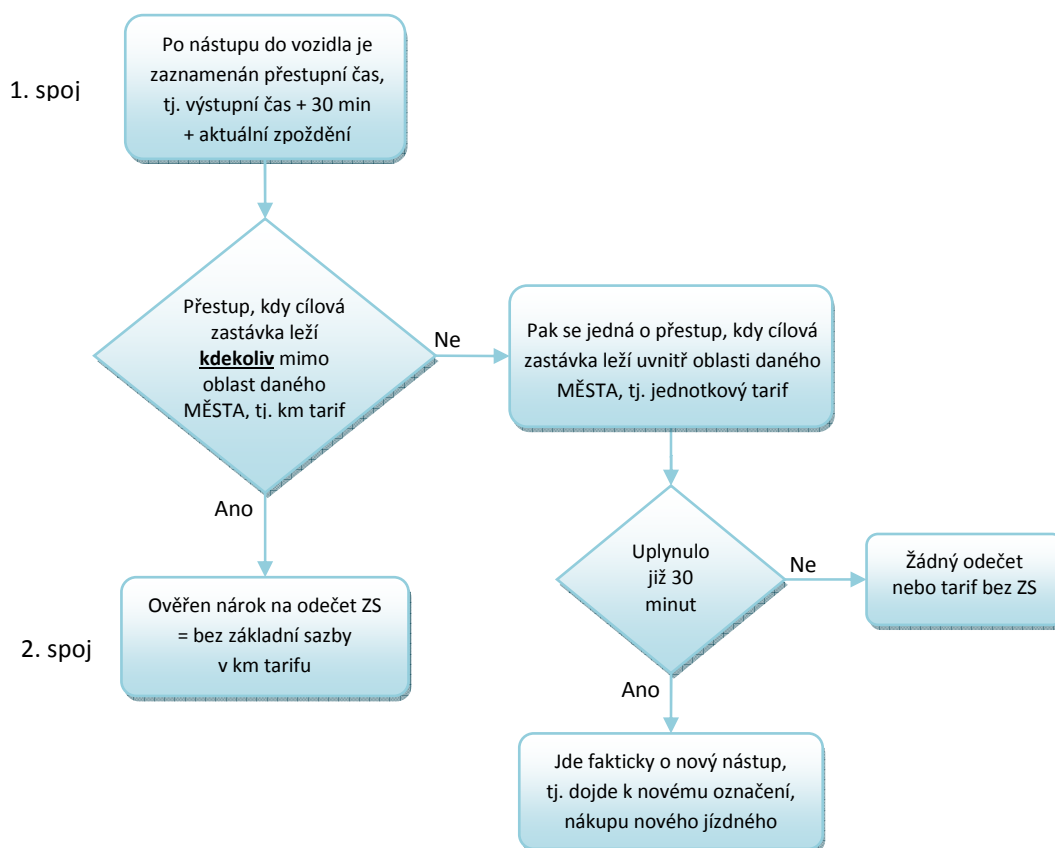 Po nástupu do vozidla je
zaznamenán přestupní čas,
tj. výstupní čas + 30 min
+ aktuální zpoždění
1. spoj
Přestup, kdy cílová
zastávka leží
kdekoliv mimo
oblast daného
MĚSTA, tj. km tarif
Ne
Pak se jedná o přestup, kdy cílová
zastávka leží uvnitř oblasti daného
MĚSTA, tj. jednotkový tarif
Ano
Uplynulo
již 30
minut
Ne
Žádný odečet
nebo tarif bez ZS
Ověřen nárok na odečet ZS
= bez základní sazby
v km tarifu
2. spoj
Ano
Jde fakticky o nový nástup,
tj. dojde k novému označení,
nákupu nového jízdného